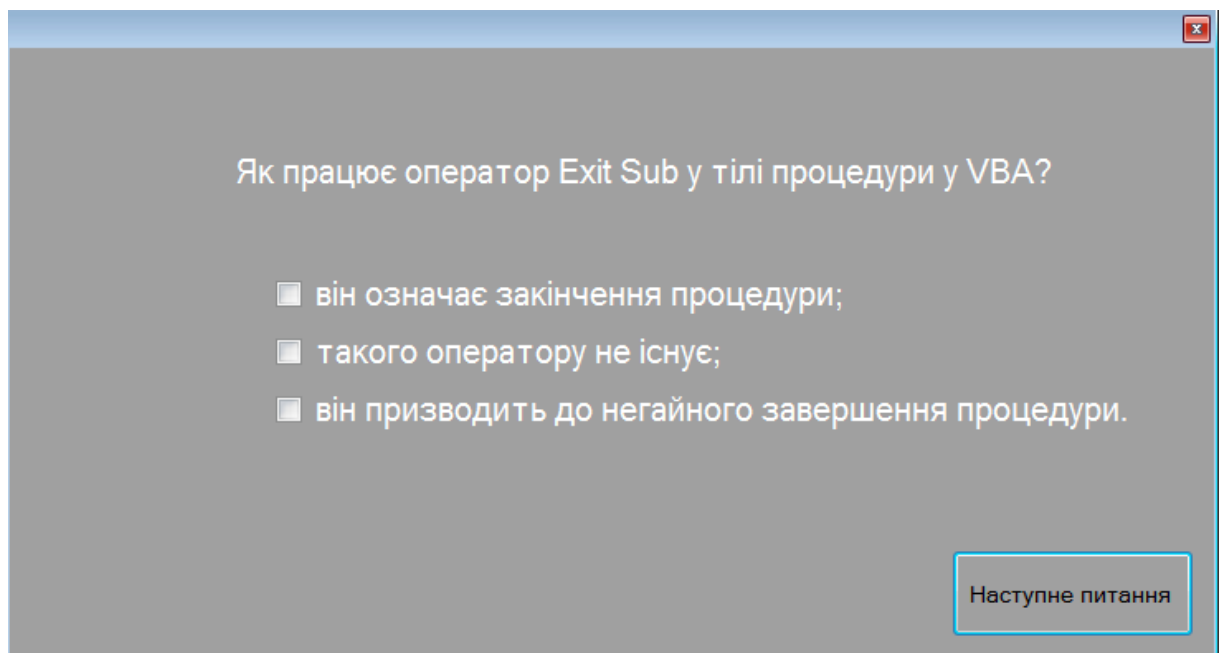 Як працює оператор Exit Sub у тілі процедури у VBA?
він означає закінчення процедури;
такого оператору не існує;
він призводить до негайного завершення процедури.
Наступне питання